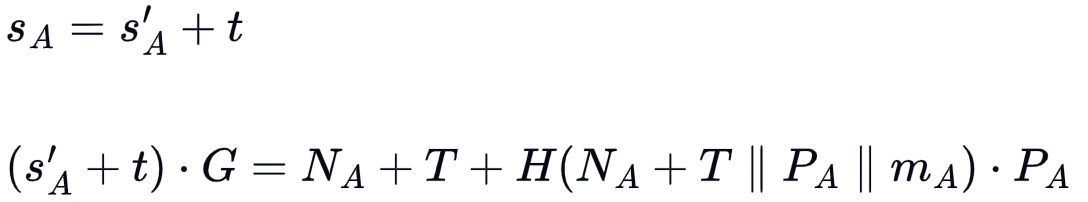 s_A = s'_A + t
(s'_A + t) · G = N_A + T + H(N_A + T ∥ P_A ∥ m_A) · P_A